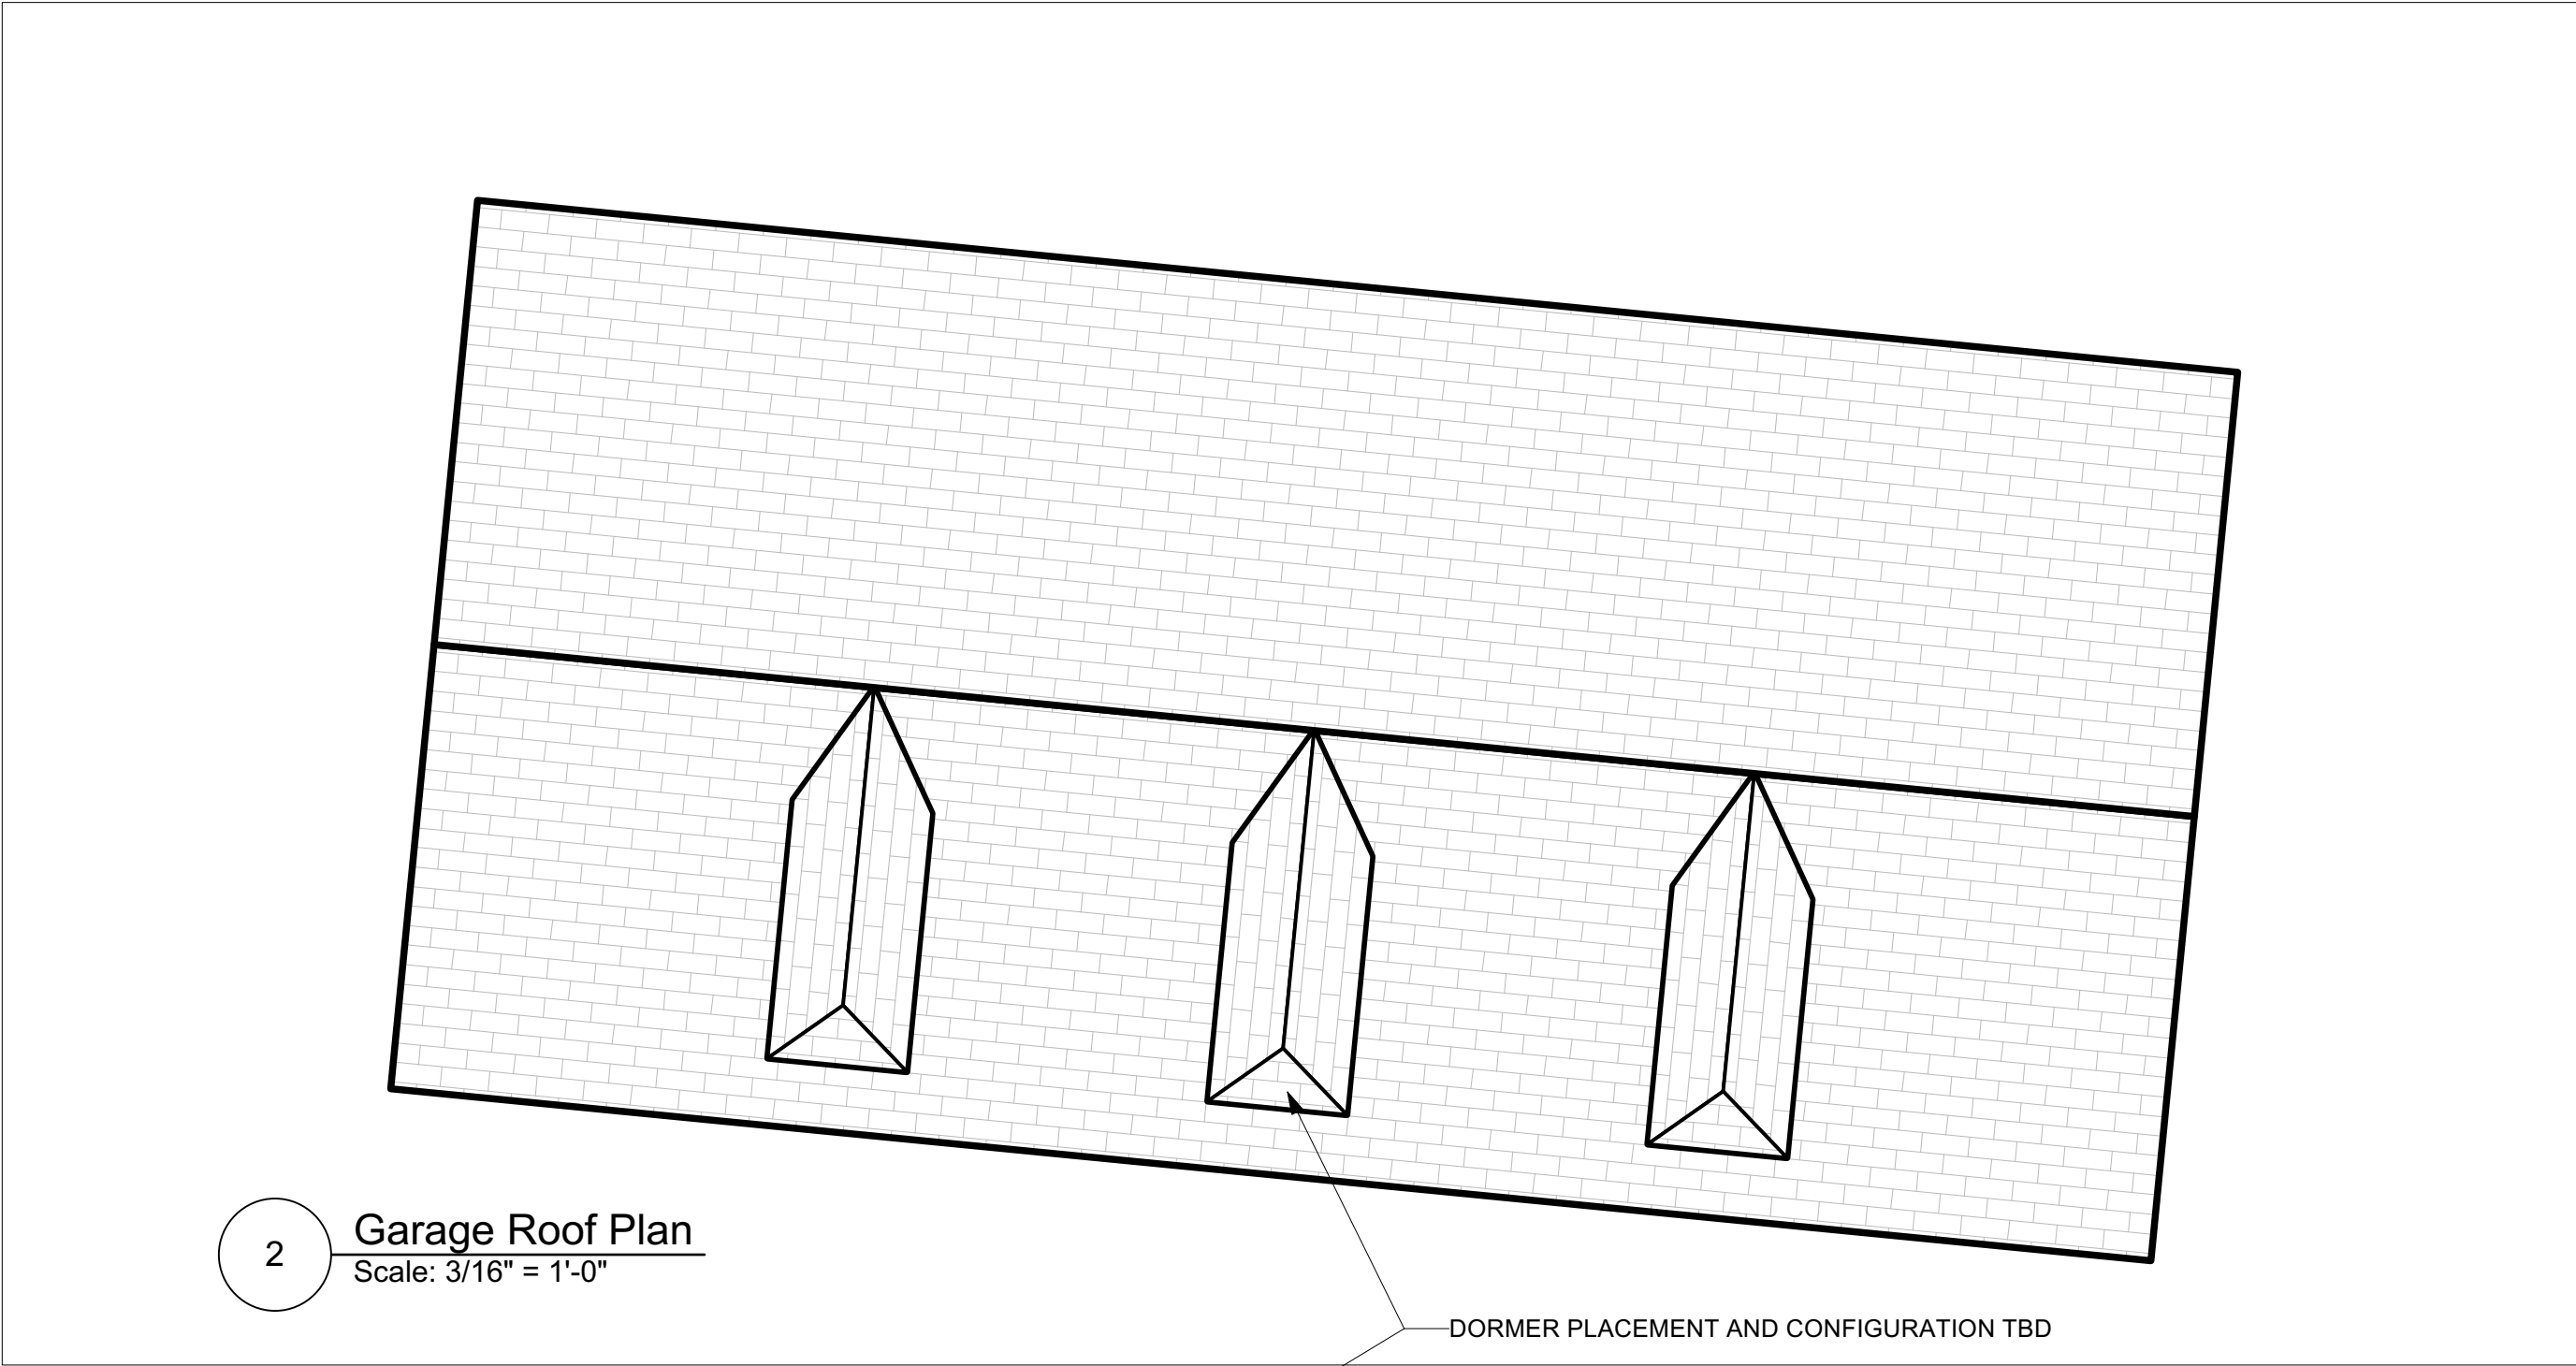 2
Garage Roof Plan
Scale: 3/16" = 1'-0"
DORMER PLACEMENT AND CONFIGURATION TBD